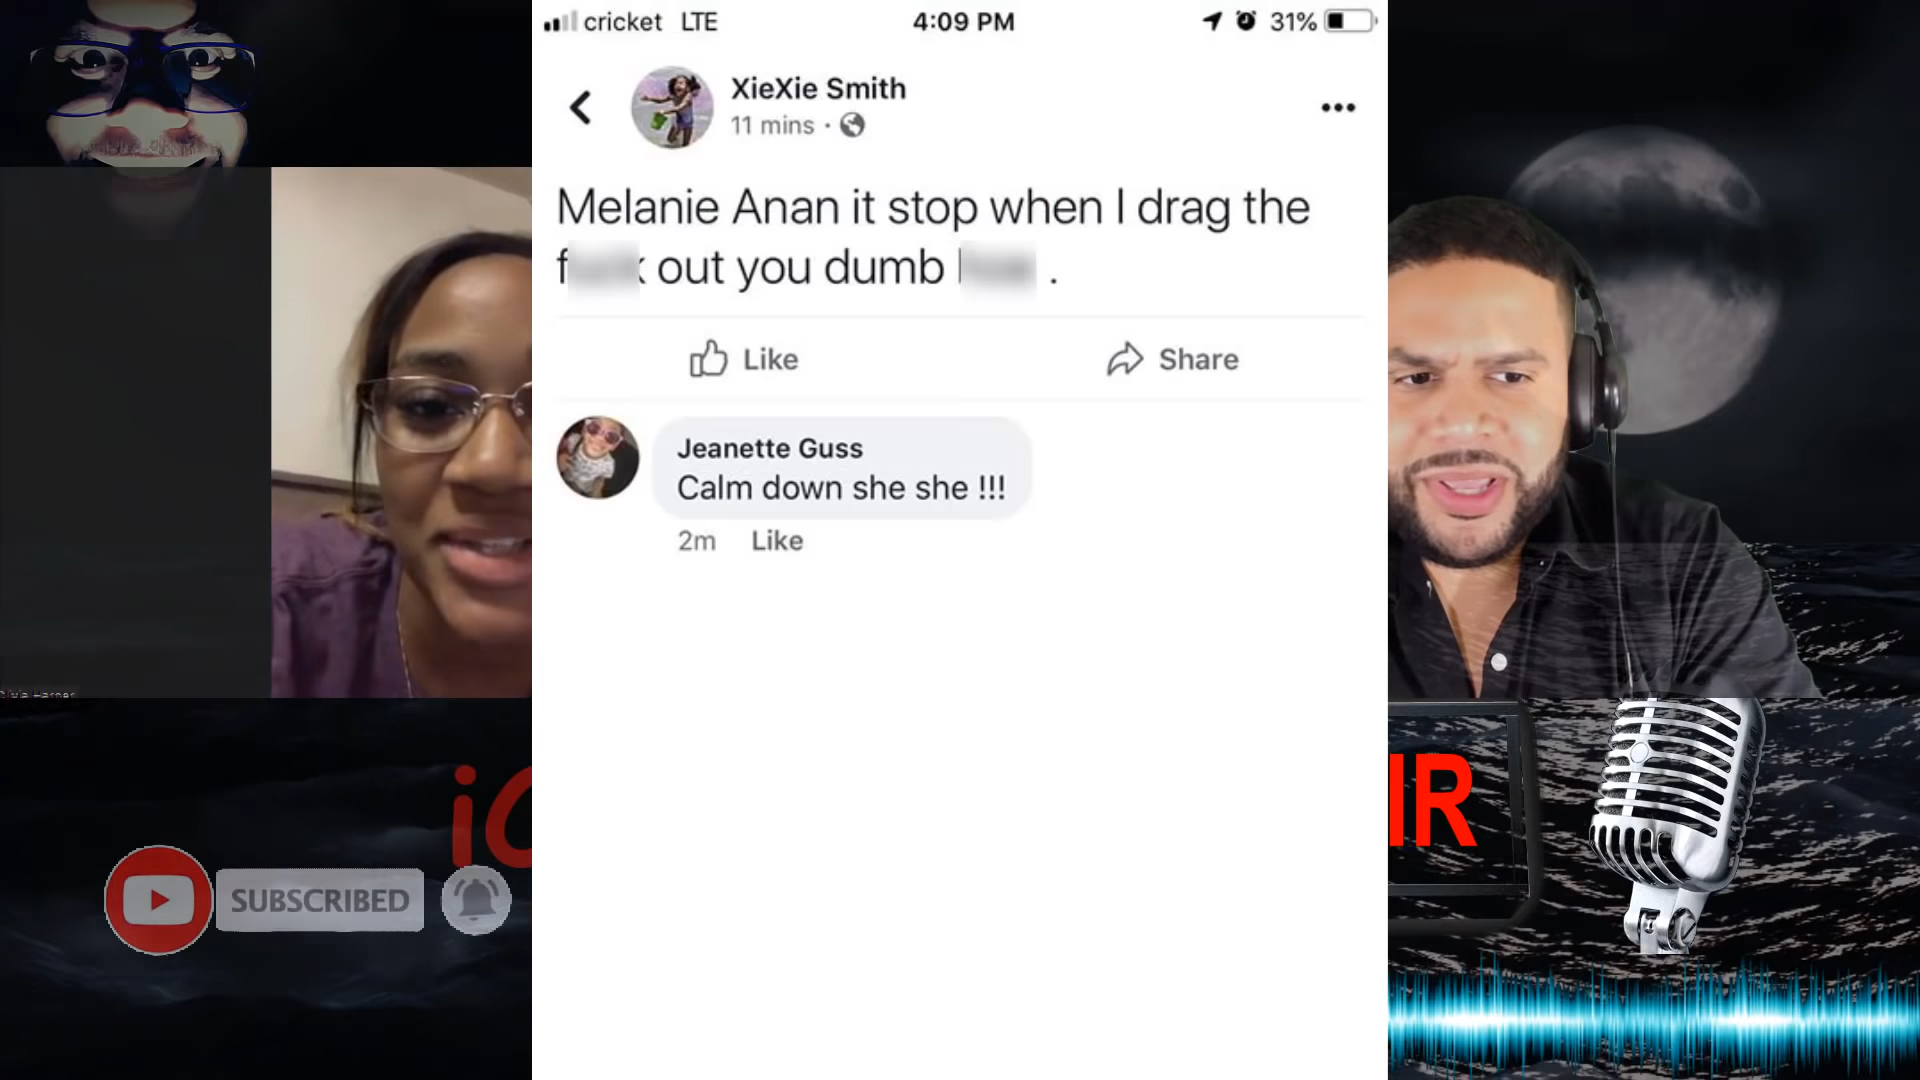 cricket LTE 4:09 PM 31%
XieXie Smith
11 mins ·
Melanie Anan it stop when I drag the
f k out you dumb .
Like Share
Jeanette Guss
Calm down she she !!!
2m Like
IR
SUBSCRIBED